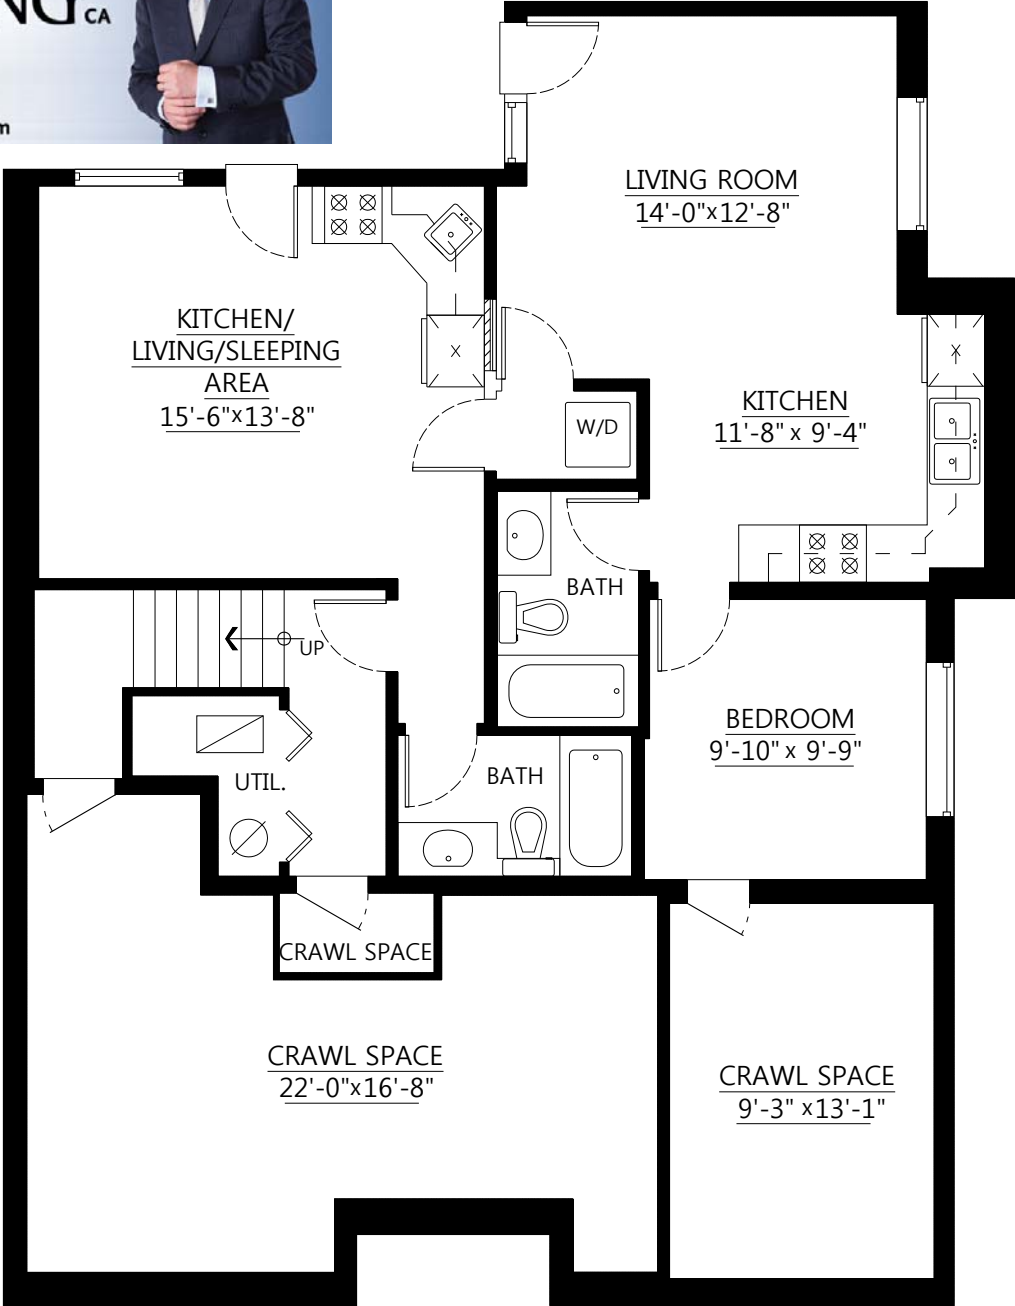 CA
LIVING ROOM
14'-0"x12'-8"
KITCHEN/
LIVING/SLEEPING
AREA
15'-6"x13'-8"
X
X
KITCHEN
11'-8" x 9'-4"
W/D
BATH
UP
BEDROOM
9'-10" x 9'-9"
BATH
UTIL.
CRAWL SPACE
CRAWL SPACE
22'-0"x16'-8"
CRAWL SPACE
9'-3" x13'-1"